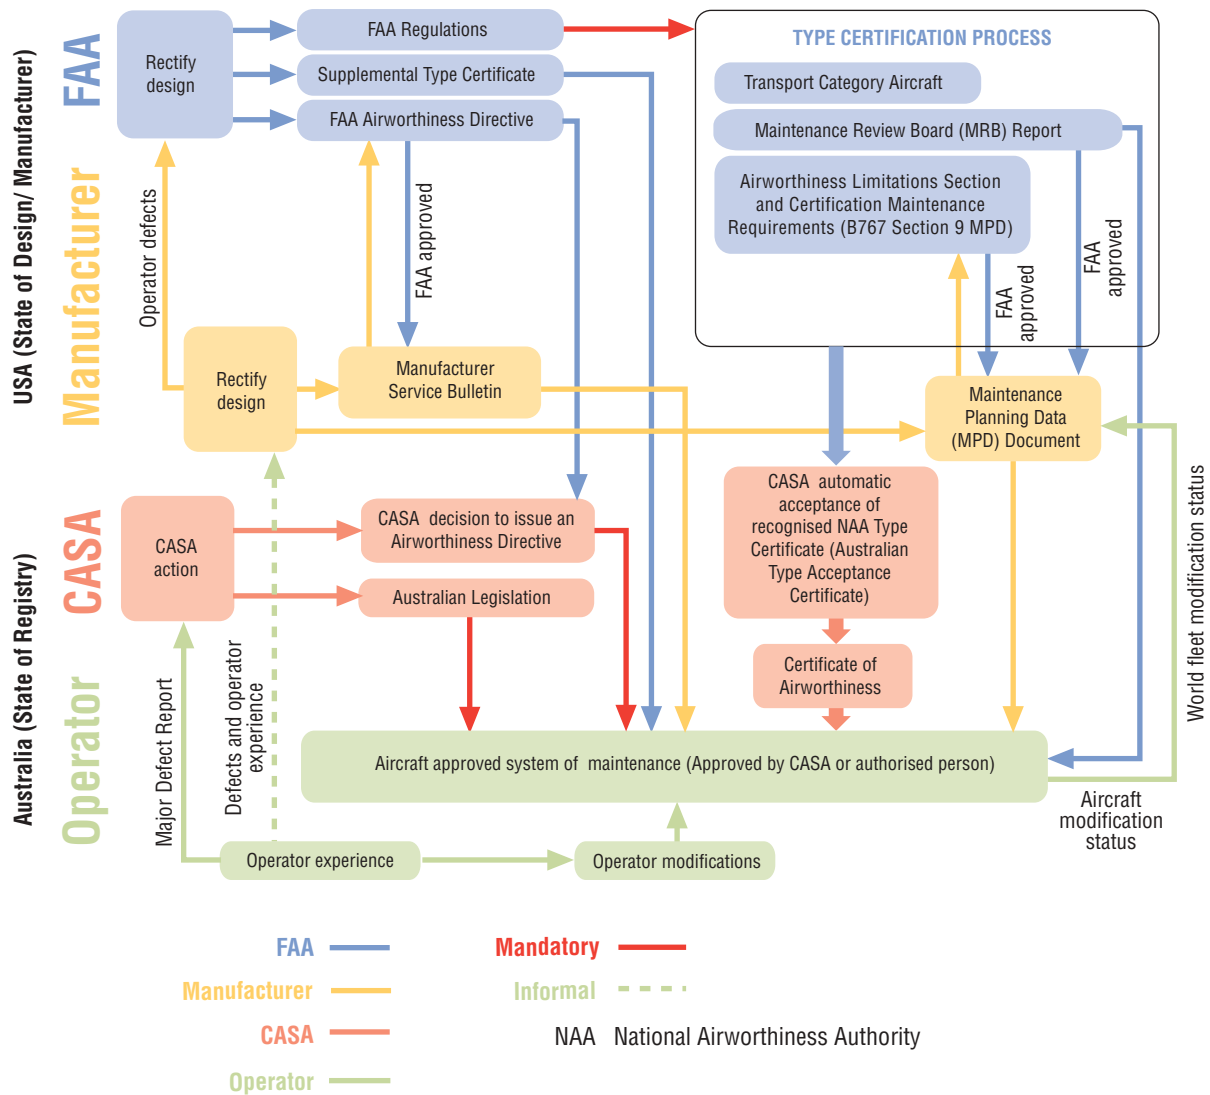 USA (State of Design/ Manufacturer)
FAA
Manufacturer
Rectify
design
FAA Regulations
Supplemental Type Certificate
FAA Airworthiness Directive
TYPE CERTIFICATION PROCESS
Transport Category Aircraft
Maintenance Review Board (MRB) Report
Airworthiness Limitations Section
and Certification Maintenance
Requirements (B767 Section 9 MPD)
Operator defects
FAA approved
FAA
approved
FAA
approved
Rectify
design
Manufacturer
Service Bulletin
Maintenance
Planning Data
(MPD) Document
Australia (State of Registry)
CASA
Operator
CASA
action
CASA decision to issue an
Airworthiness Directive
Australian Legislation
CASA automatic
acceptance of
recognised NAA Type
Certificate (Australian
Type Acceptance
Certificate)
Certificate of
Airworthiness
World fleet modification status
Major Defect Report
Defects and operator
experience
Aircraft approved system of maintenance (Approved by CASA or authorised person)
Aircraft
modification
status
Operator experience
Operator modifications
FAA
Manufacturer
CASA
Operator
Mandatory
Informal
NAA National Airworthiness Authority